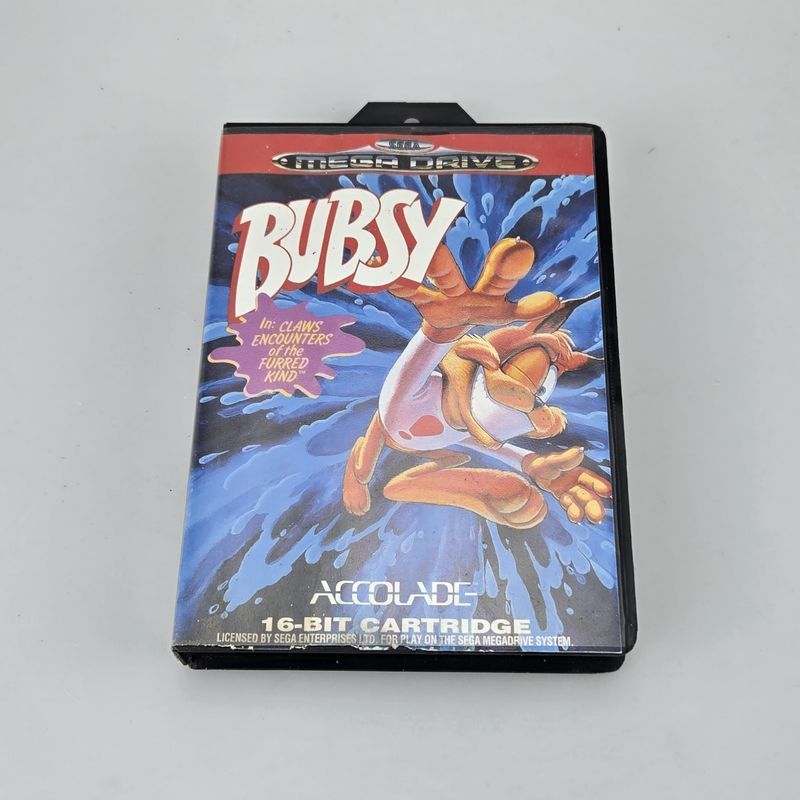 SEGA
MEGA DRIVE
BUBSY
In: CLAWS
ENCOUNTERS
of the
FURRED
KIND™
ACCOLADE
16-BIT CARTRIDGE
LICENSED BY SEGA ENTERPRISES LTD. FOR PLAY ON THE SEGA MEGADRIVE SYSTEM.